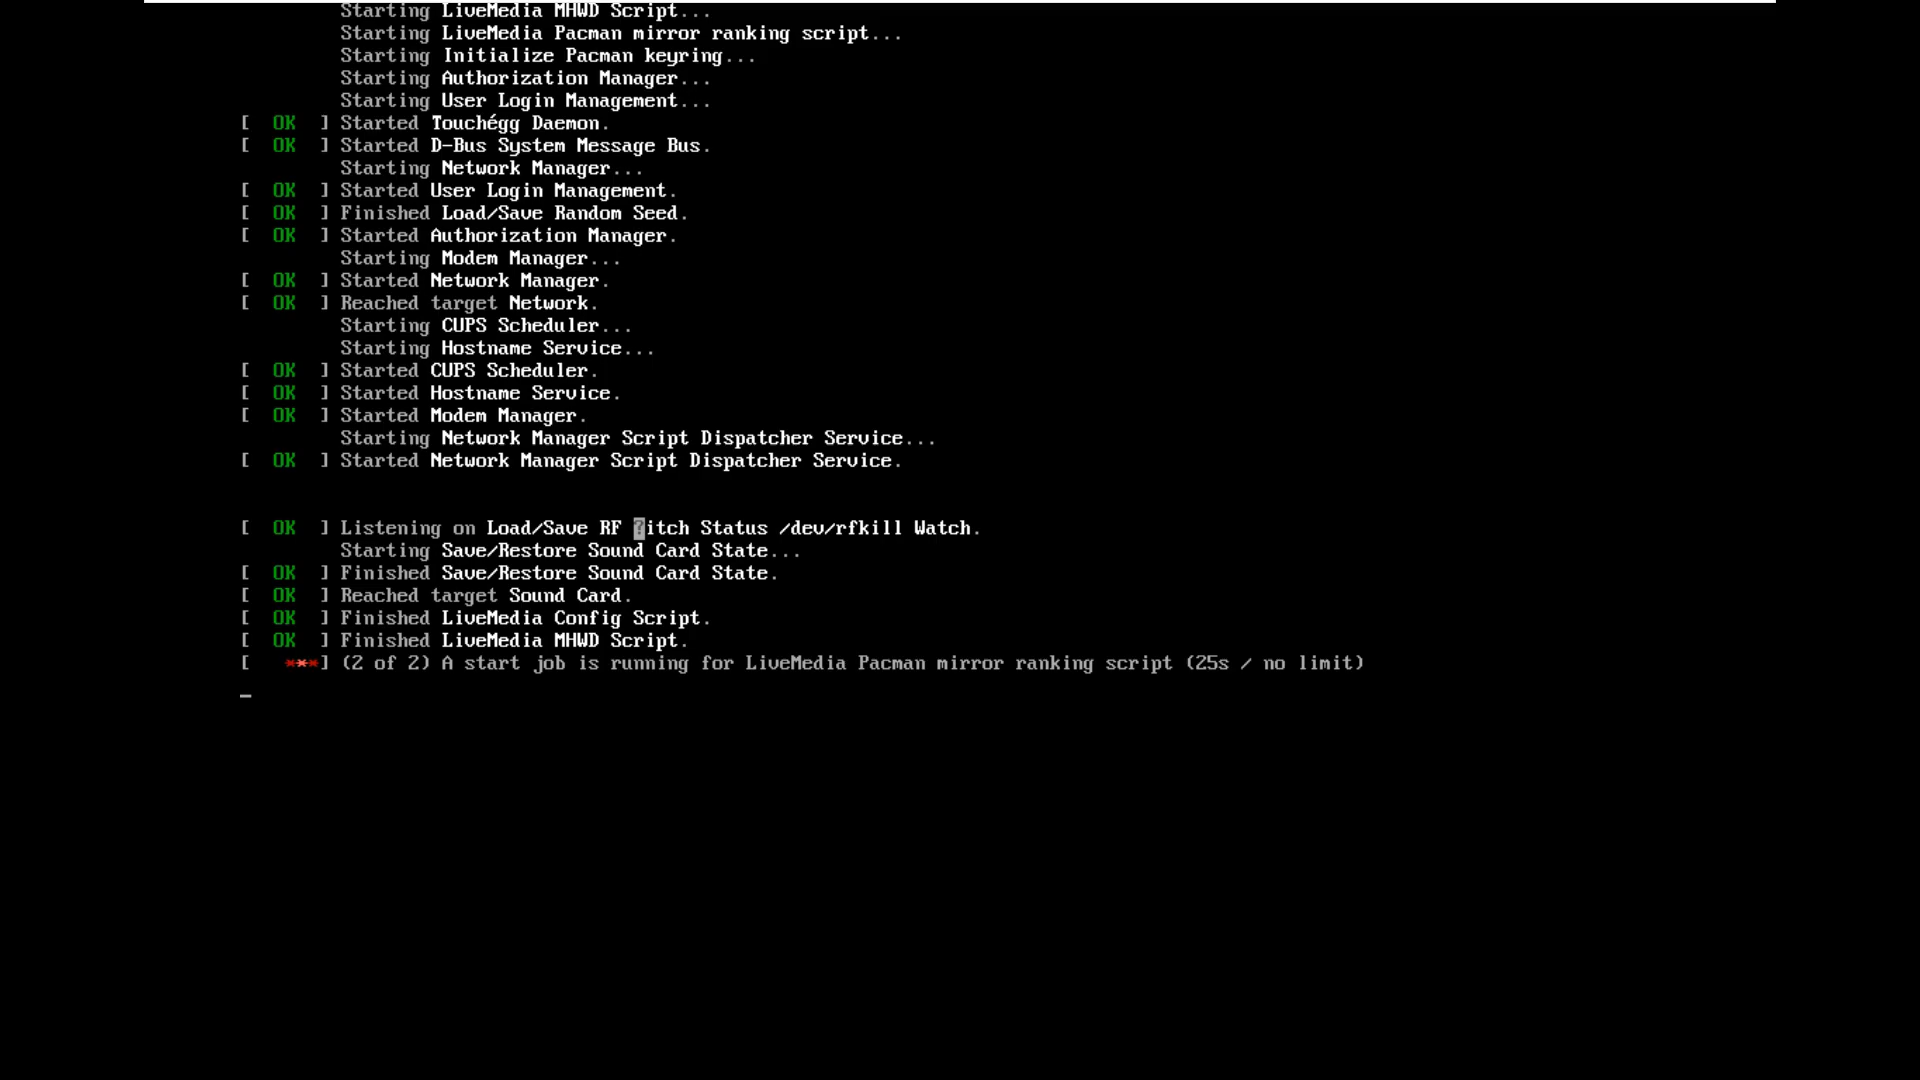 Starting LiveMedia MHWD Script...
Starting LiveMedia Pacman mirror ranking script...
Starting Initialize Pacman keyring...
Starting Authorization Manager...
Starting User Login Management...
[  OK  ] Started Touchégg Daemon.
[  OK  ] Started D-Bus System Message Bus.
Starting Network Manager...
[  OK  ] Started User Login Management.
[  OK  ] Finished Load/Save Random Seed.
[  OK  ] Started Authorization Manager.
Starting Modem Manager...
[  OK  ] Started Network Manager.
[  OK  ] Reached target Network.
Starting CUPS Scheduler...
Starting Hostname Service...
[  OK  ] Started CUPS Scheduler.
[  OK  ] Started Hostname Service.
[  OK  ] Started Modem Manager.
Starting Network Manager Script Dispatcher Service...
[  OK  ] Started Network Manager Script Dispatcher Service.
[  OK  ] Listening on Load/Save RF ?itch Status /dev/rfkill Watch.
Starting Save/Restore Sound Card State...
[  OK  ] Finished Save/Restore Sound Card State.
[  OK  ] Reached target Sound Card.
[  OK  ] Finished LiveMedia Config Script.
[  OK  ] Finished LiveMedia MHWD Script.
[   ***] (2 of 2) A start job is running for LiveMedia Pacman mirror ranking script (25s / no limit)
_